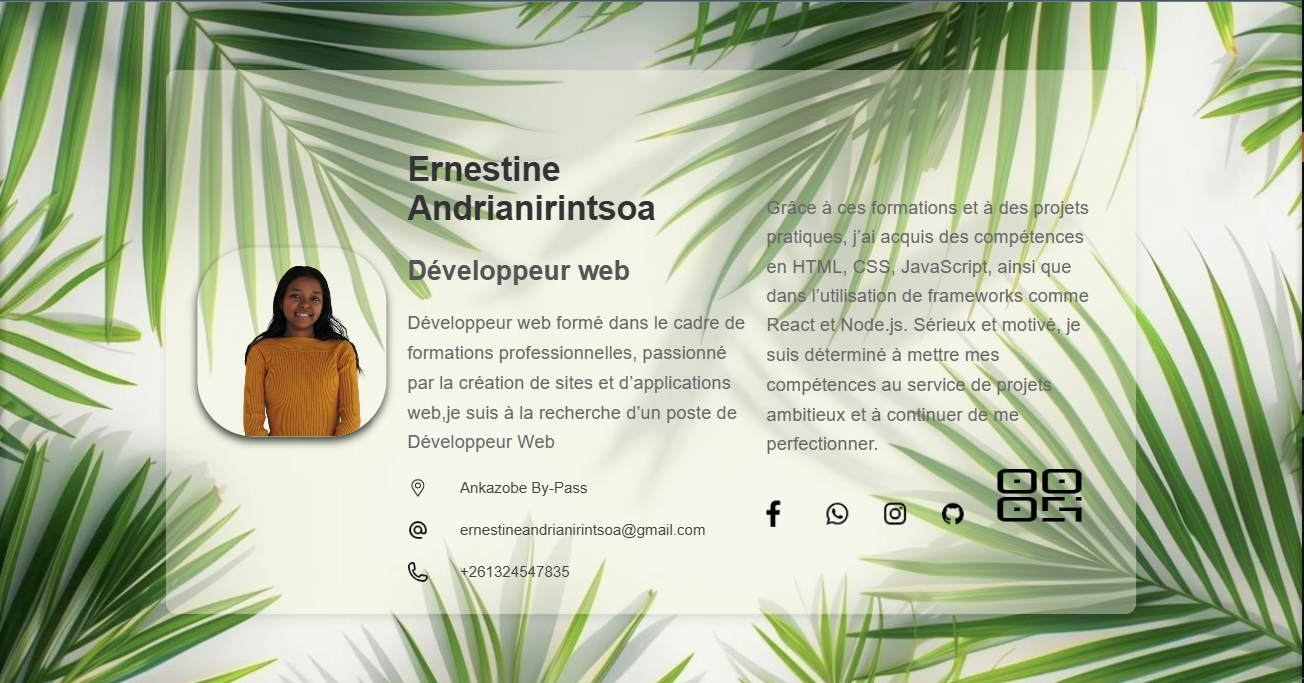 Ernestine
Andrianirintsoa
Développeur web
Développeur web formé dans le cadre de
formations professionnelles, passionné
par la création de sites et d’applications
web,je suis à la recherche d’un poste de
Développeur Web
Ankazobe By-Pass
ernestineandrianirintsoa@gmail.com
+261324547835
Grâce à ces formations et à des projets
pratiques, j’ai acquis des compétences
en HTML, CSS, JavaScript, ainsi que
dans l’utilisation de frameworks comme
React et Node.js. Sérieux et motivé, je
suis déterminé à mettre mes
compétences au service de projets
ambitieux et à continuer de me
perfectionner.